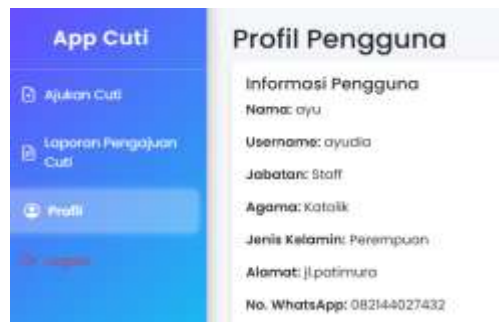 App Cuti
Ajukan Cuti
Laporan Pengajuan
Cuti
Profil
Logout
Profil Pengguna
Informasi Pengguna
Nama: ayu
Username: ayudia
Jabatan: Staff
Agama: Katolik
Jenis Kelamin: Perempuan
Alamat: jl.patimura
No. WhatsApp: 082144027432